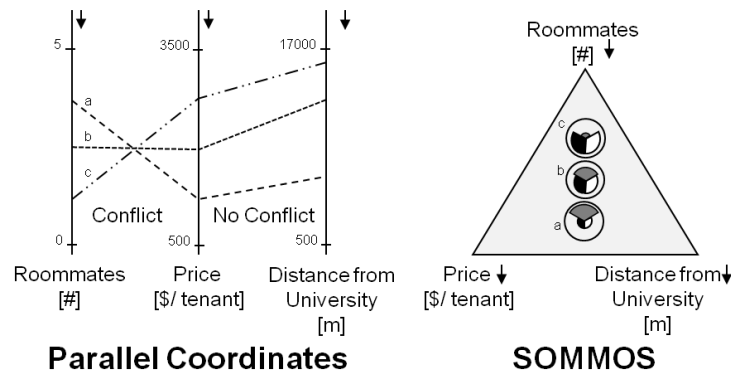 5
3500
17000
a
b
c
Conflict
No Conflict
0
500
500
Roommates
[#]
Price
[$/ tenant]
Distance from
University
[m]
Parallel Coordinates
Roommates
[#]
c
b
a
Price
[$/ tenant]
Distance from
University
[m]
SOMMOS